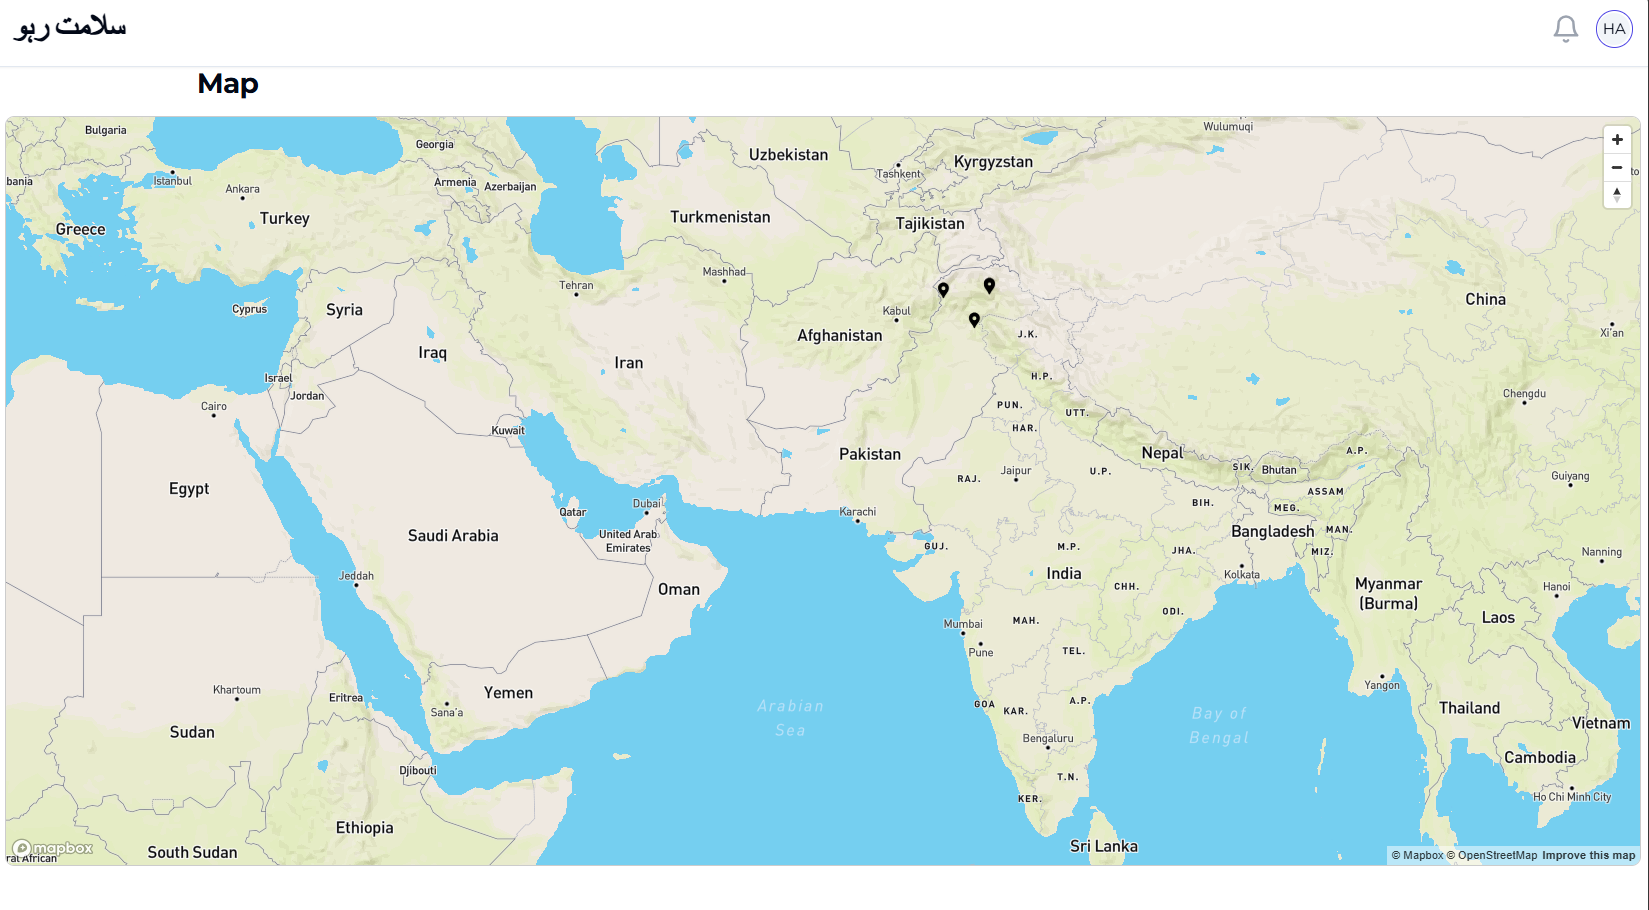 سلامت رہو
HA
Map
Bulgaria
Georgia
Uzbekistan
Kyrgyzstan
Wulumuqi
bania
Istanbul
Ankara
Armenia
Azerbaijan
Tashkent
Turkey
Turkmenistan
Tajikistan
Greece
Mashhad
Tehran
Cyprus
Syria
Kabul
China
Afghanistan
J.K.
Xi'an
Iraq
Iran
Israel
Jordan
H.P.
Chengdu
Cairo
PUN.
UTT.
Kuwait
HAR.
Pakistan
Nepal
A.P.
SIK.
Bhutan
Jaipur
U.P.
RAJ.
Guiyang
Egypt
ASSAM
Dubai
BIH.
MEG.
Qatar
Karachi
Saudi Arabia
United Arab
Emirates
Bangladesh
MAN.
GUJ.
M.P.
JHA.
MIZ.
Nanning
Jeddah
India
Kolkata
Oman
CHH.
Myanmar
(Burma)
Hanoi
ODI.
Laos
Mumbai
MAH.
Pune
TEL.
Khartoum
Eritrea
Yemen
Yangon
Sana'a
Arabian
Sea
GOA
KAR.
A.P.
Bay of
Bengal
Thailand
Vietnam
Sudan
Bengaluru
Cambodia
Djibouti
T.N.
KER.
Ho Chi Minh City
Ethiopia
Sri Lanka
South Sudan
mapbox
ral African
© Mapbox © OpenStreetMap Improve this map